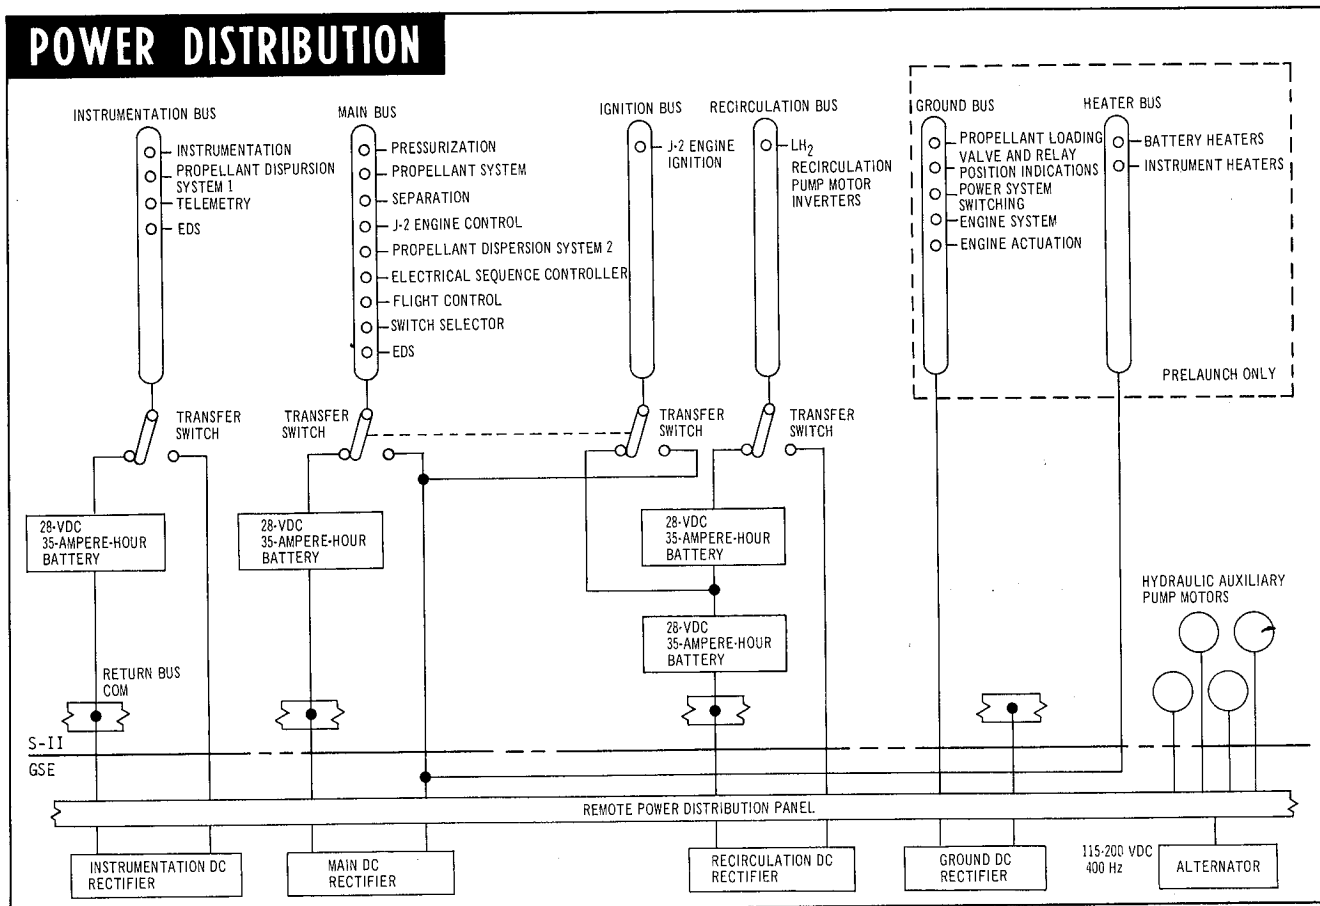 POWER DISTRIBUTION
INSTRUMENTATION BUS
INSTRUMENTATION
PROPELLANT DISPURSION
SYSTEM 1
TELEMETRY
EDS
MAIN BUS
PRESSURIZATION
PROPELLANT SYSTEM
SEPARATION
J-2 ENGINE CONTROL
PROPELLANT DISPERSION SYSTEM 2
ELECTRICAL SEQUENCE CONTROLLER
FLIGHT CONTROL
SWITCH SELECTOR
EDS
IGNITION BUS
J-2 ENGINE
IGNITION
RECIRCULATION BUS
LH2
RECIRCULATION
PUMP MOTOR
INVERTERS
GROUND BUS
PROPELLANT LOADING
VALVE AND RELAY
POSITION INDICATIONS
POWER SYSTEM
SWITCHING
ENGINE SYSTEM
ENGINE ACTUATION
HEATER BUS
BATTERY HEATERS
INSTRUMENT HEATERS
PRELAUNCH ONLY
TRANSFER
SWITCH
TRANSFER
SWITCH
TRANSFER
SWITCH
TRANSFER
SWITCH
28-VDC
35-AMPERE-HOUR
BATTERY
28-VDC
35-AMPERE-HOUR
BATTERY
28-VDC
35-AMPERE-HOUR
BATTERY
28-VDC
35-AMPERE-HOUR
BATTERY
HYDRAULIC AUXILIARY
PUMP MOTORS
RETURN BUS
COM
S-II
GSE
REMOTE POWER DISTRIBUTION PANEL
INSTRUMENTATION DC
RECTIFIER
MAIN DC
RECTIFIER
RECIRCULATION DC
RECTIFIER
GROUND DC
RECTIFIER
115-200 VDC
400 Hz
ALTERNATOR